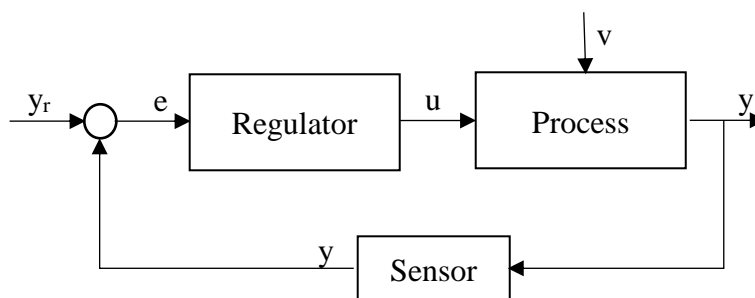 v
yᵣ
e
Regulator
u
Process
y
y
Sensor